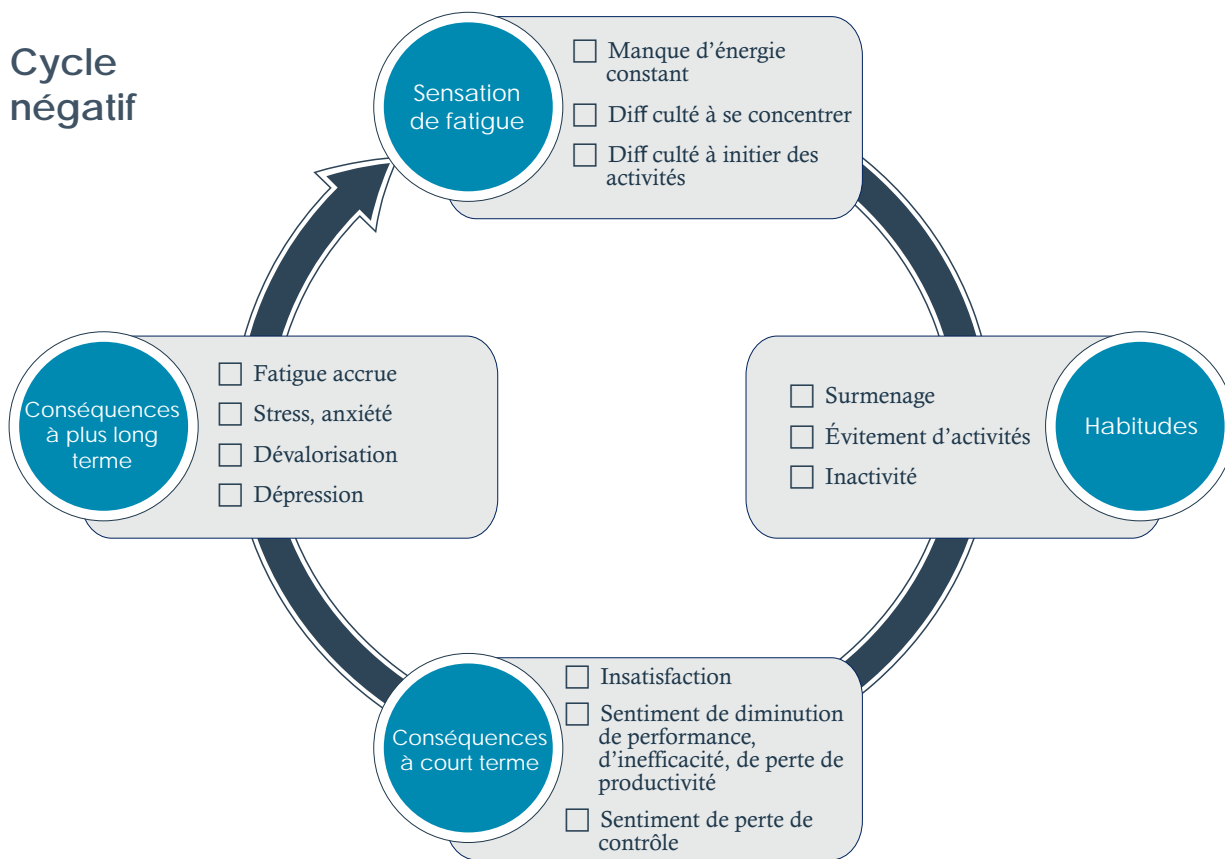 Cycle
négatif
Sensation
de fatigue
☐ Manque d’énergie
constant
☐ Diff culté à se concentrer
☐ Diff culté à initier des
activités
Habitudes
☐ Surmenage
☐ Évitement d’activités
☐ Inactivité
Conséquences
à court terme
☐ Insatisfaction
☐ Sentiment de diminution
de performance,
d’inefficacité, de perte de
productivité
☐ Sentiment de perte de
contrôle
Conséquences
à plus long
terme
☐ Fatigue accrue
☐ Stress, anxiété
☐ Dévalorisation
☐ Dépression